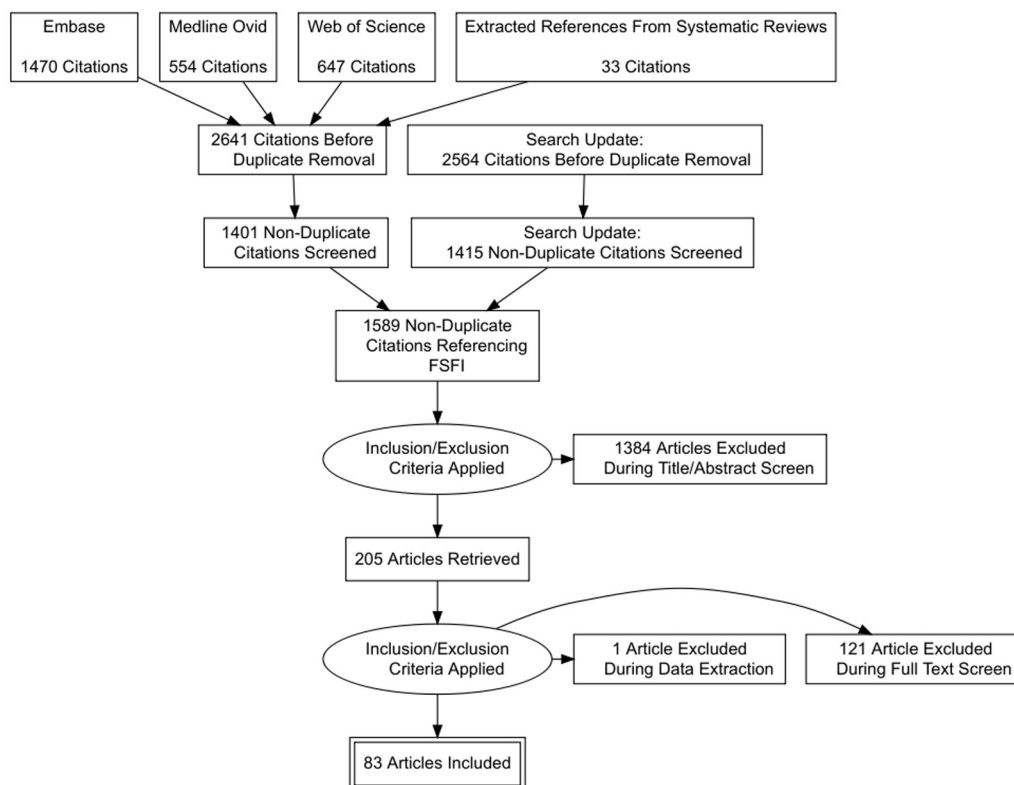 Embase
1470 Citations
Medline Ovid
554 Citations
Web of Science
647 Citations
Extracted References From Systematic Reviews
33 Citations
2641 Citations Before
Duplicate Removal
Search Update:
2564 Citations Before Duplicate Removal
1401 Non-Duplicate
Citations Screened
Search Update:
1415 Non-Duplicate Citations Screened
1589 Non-Duplicate
Citations Referencing
FSFI
Inclusion/Exclusion
Criteria Applied
1384 Articles Excluded
During Title/Abstract Screen
205 Articles Retrieved
Inclusion/Exclusion
Criteria Applied
1 Article Excluded
During Data Extraction
121 Article Excluded
During Full Text Screen
83 Articles Included